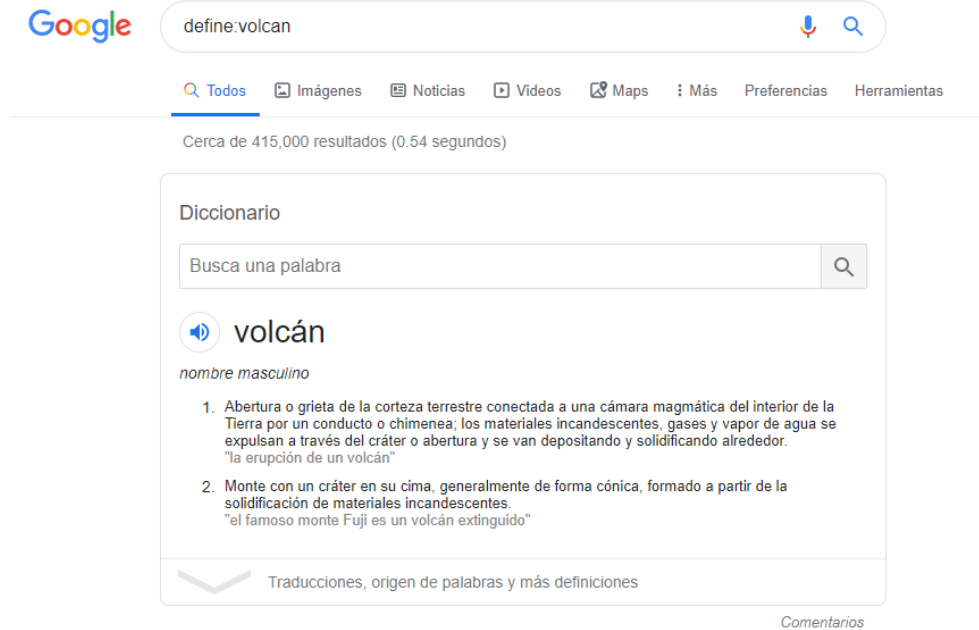 Google
define:volcan
Todos Imágenes Noticias Videos Maps Más Preferencias Herramientas
Cerca de 415,000 resultados (0.54 segundos)
Diccionario
Busca una palabra
volcán
nombre masculino
1. Abertura o grieta de la corteza terrestre conectada a una cámara magmática del interior de la
Tierra por un conducto o chimenea; los materiales incandescentes, gases y vapor de agua se
expulsan a través del cráter o abertura y se van depositando y solidificando alrededor.
"la erupción de un volcán"
2. Monte con un cráter en su cima, generalmente de forma cónica, formado a partir de la
solidificación de materiales incandescentes.
"el famoso monte Fuji es un volcán extinguido"
Traducciones, origen de palabras y más definiciones
Comentarios